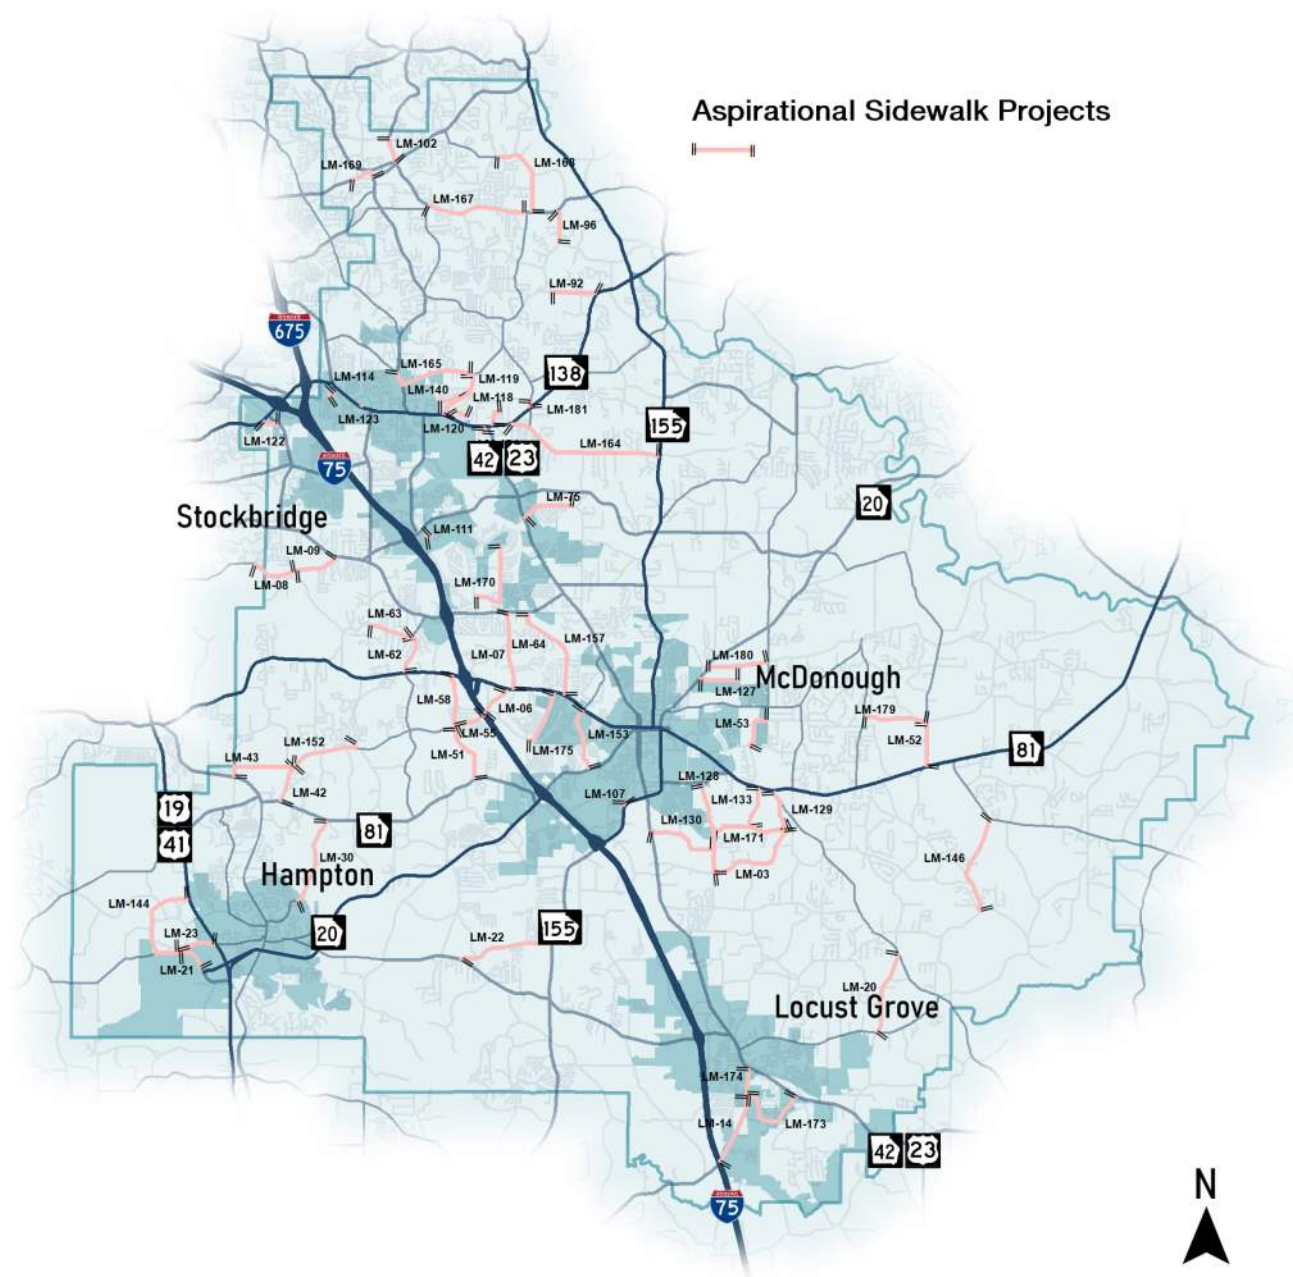 Aspirational Sidewalk Projects
LM-102
LM-169
LM-168
LM-167
LM-96
LM-92
675
LM-165
LM-114
LM-119
138
LM-140
LM-118
LM-181
LM-123
LM-120
155
LM-122
LM-164
42
23
75
LM-75
20
Stockbridge
LM-111
LM-09
LM-08
LM-170
LM-63
LM-64
LM-157
LM-62
LM-07
LM-180
McDonough
LM-127
LM-58
LM-06
LM-179
LM-53
LM-55
LM-153
LM-52
LM-43
LM-152
LM-51
LM-175
81
LM-128
LM-42
LM-107
LM-133
LM-129
19
81
LM-130
LM-171
41
LM-30
LM-146
Hampton
LM-03
LM-144
LM-23
20
LM-22
155
LM-21
LM-20
Locust Grove
LM-174
LM-14
LM-173
42
23
75
N